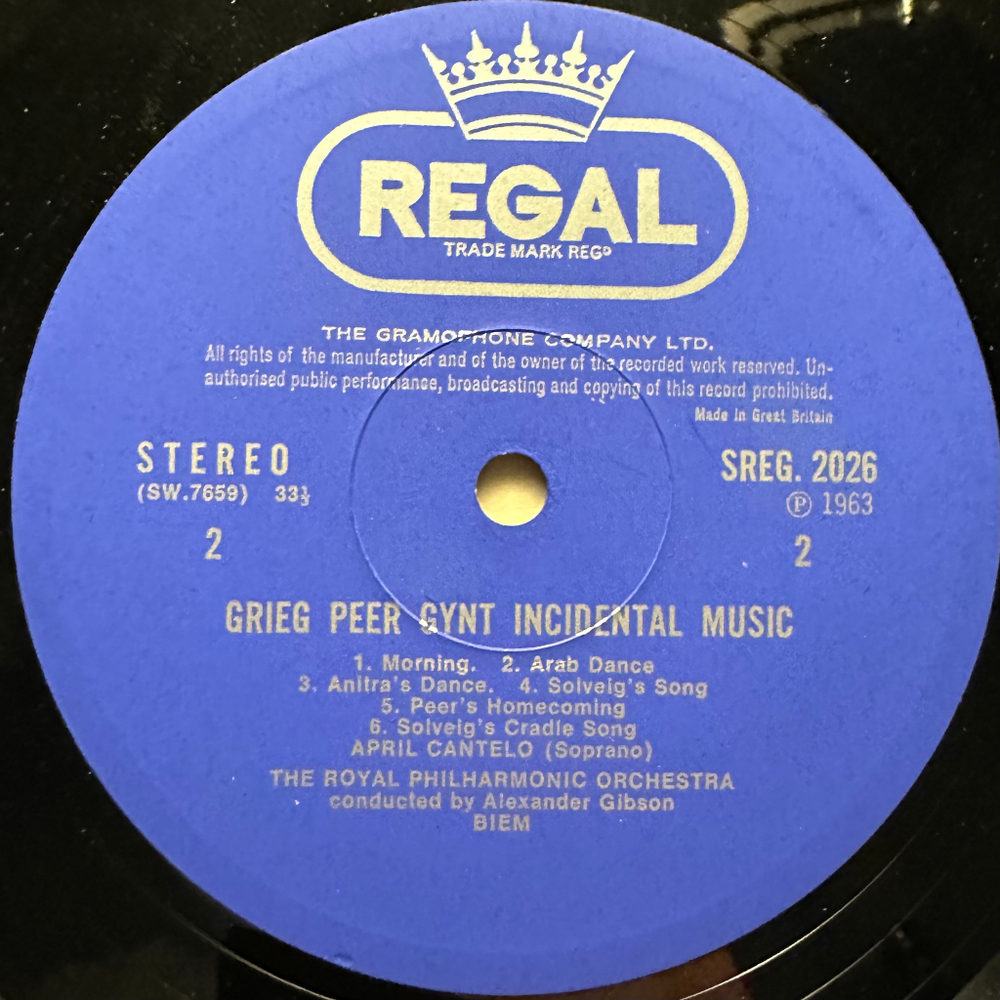 REGAL
TRADE MARK REGD
THE GRAMOPHONE COMPANY LTD.
All rights of the manufacturer and of the owner of the recorded work reserved. Un-
authorised public performance, broadcasting and copying of this record prohibited.
Made in Great Britain
STEREO
(SW.7659) 33⅓
2
SREG. 2026
℗ 1963
2
GRIEG PEER GYNT INCIDENTAL MUSIC
1. Morning. 2. Arab Dance
3. Anitra's Dance. 4. Solveig's Song
5. Peer's Homecoming
6. Solveig's Cradle Song
APRIL CANTELO (Soprano)
THE ROYAL PHILHARMONIC ORCHESTRA
conducted by Alexander Gibson
BIEM